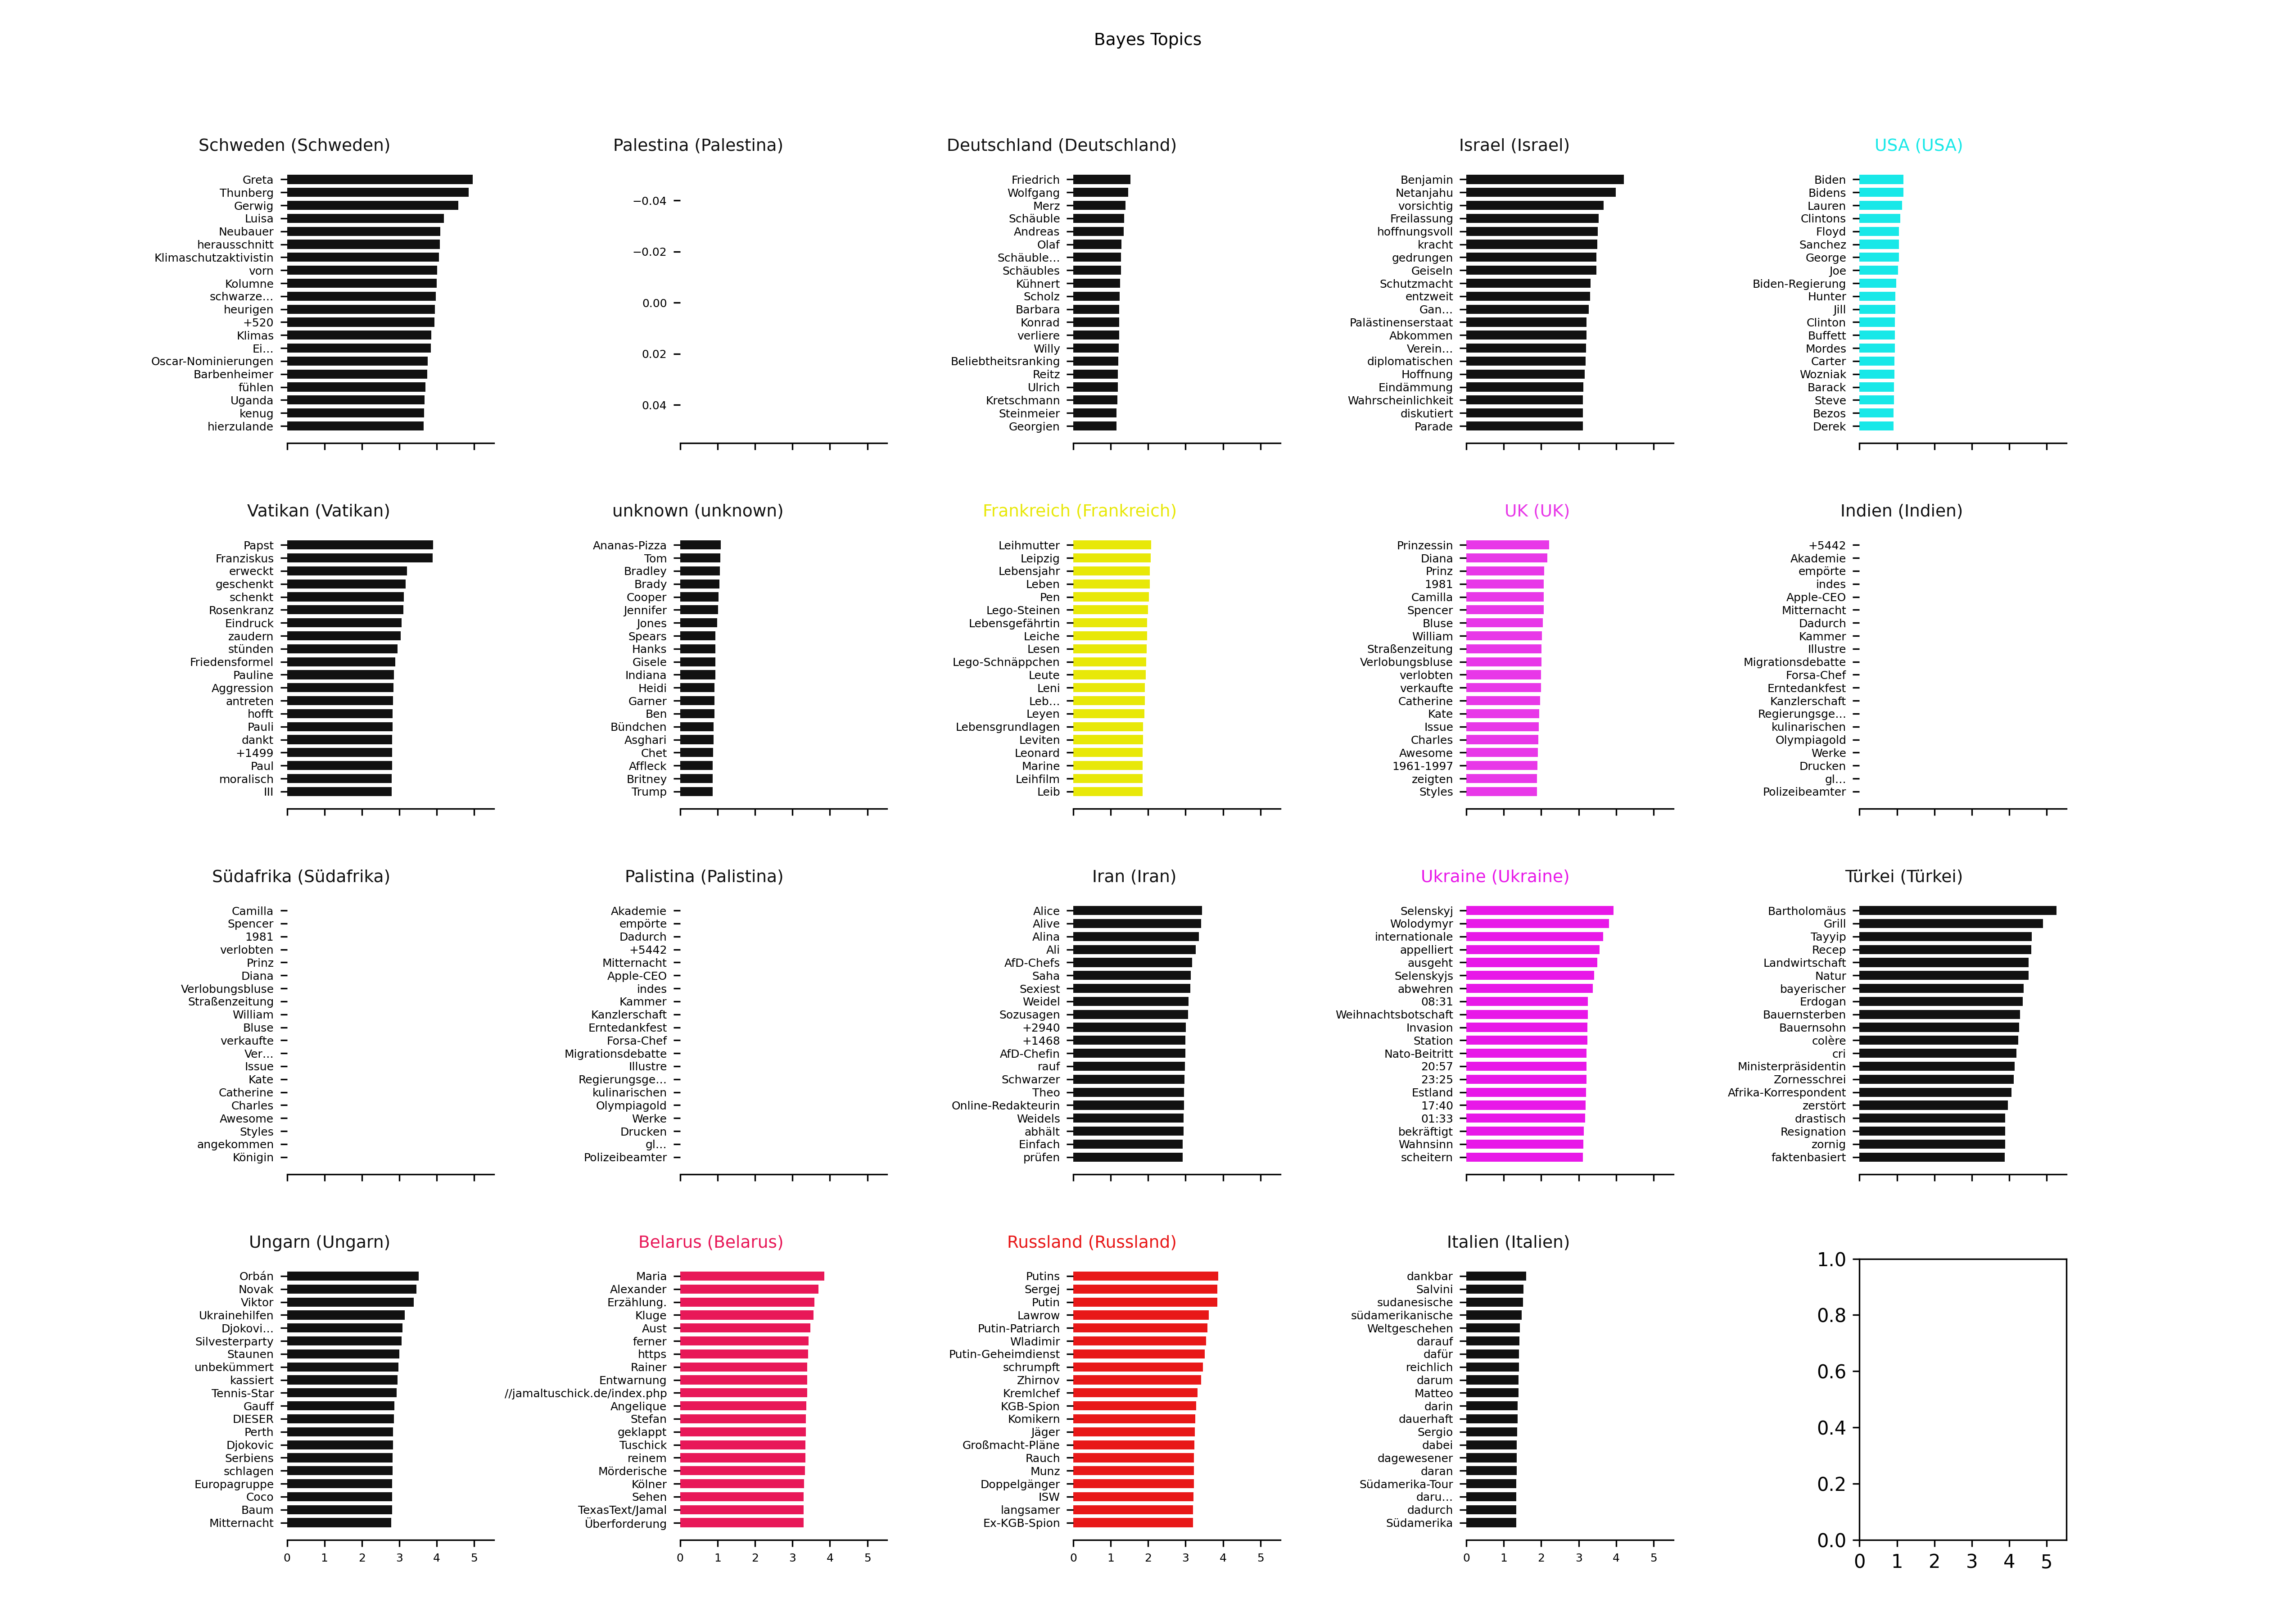 Bayes Topics
Schweden (Schweden)
Greta
Thunberg
Gerwig
Luisa
Neubauer
herausschnitt
Klimaschutzaktivistin
vorn
Kolumne
schwarze…
heurigen
+520
Klimas
Ei…
Oscar-Nominierungen
Barbenheimer
fühlen
Uganda
kenug
hierzulande
Palestina (Palestina)
−0.04
−0.02
0.00
0.02
0.04
Deutschland (Deutschland)
Friedrich
Wolfgang
Merz
Schäuble
Andreas
Olaf
Schäuble…
Schäubles
Kühnert
Scholz
Barbara
Konrad
verliere
Willy
Beliebtheitsranking
Reitz
Ulrich
Kretschmann
Steinmeier
Georgien
Israel (Israel)
Benjamin
Netanjahu
vorsichtig
Freilassung
hoffnungsvoll
kracht
gedrungen
Geiseln
Schutzmacht
entzweit
Gan…
Palästinenserstaat
Abkommen
Verein…
diplomatischen
Hoffnung
Eindämmung
Wahrscheinlichkeit
diskutiert
Parade
USA (USA)
Biden
Bidens
Lauren
Clintons
Floyd
Sanchez
George
Joe
Biden-Regierung
Hunter
Jill
Clinton
Buffett
Mordes
Carter
Wozniak
Barack
Steve
Bezos
Derek
Vatikan (Vatikan)
Papst
Franziskus
erweckt
geschenkt
schenkt
Rosenkranz
Eindruck
zaudern
stünden
Friedensformel
Pauline
Aggression
antreten
hofft
Pauli
dankt
+1499
Paul
moralisch
III
unknown (unknown)
Ananas-Pizza
Tom
Bradley
Brady
Cooper
Jennifer
Jones
Spears
Hanks
Gisele
Indiana
Heidi
Garner
Ben
Bündchen
Asghari
Chet
Affleck
Britney
Trump
Frankreich (Frankreich)
Leihmutter
Leipzig
Lebensjahr
Leben
Pen
Lego-Steinen
Lebensgefährtin
Leiche
Lesen
Lego-Schnäppchen
Leute
Leni
Leb…
Leyen
Lebensgrundlagen
Leviten
Leonard
Marine
Leihfilm
Leib
UK (UK)
Prinzessin
Diana
Prinz
1981
Camilla
Spencer
Bluse
William
Straßenzeitung
Verlobungsbluse
verlobten
verkaufte
Catherine
Kate
Issue
Charles
Awesome
1961-1997
zeigten
Styles
Indien (Indien)
+5442
Akademie
empörte
indes
Apple-CEO
Mitternacht
Dadurch
Kammer
Illustre
Migrationsdebatte
Forsa-Chef
Erntedankfest
Kanzlerschaft
Regierungsge…
kulinarischen
Olympiagold
Werke
Drucken
gl…
Polizeibeamter
Südafrika (Südafrika)
Camilla
Spencer
1981
verlobten
Prinz
Diana
Verlobungsbluse
Straßenzeitung
William
Bluse
verkaufte
Ver…
Issue
Kate
Catherine
Charles
Awesome
Styles
angekommen
Königin
Palistina (Palistina)
Akademie
empörte
Dadurch
+5442
Mitternacht
Apple-CEO
indes
Kammer
Kanzlerschaft
Erntedankfest
Forsa-Chef
Migrationsdebatte
Illustre
Regierungsge…
kulinarischen
Olympiagold
Werke
Drucken
gl…
Polizeibeamter
Iran (Iran)
Alice
Alive
Alina
Ali
AfD-Chefs
Saha
Sexiest
Weidel
Sozusagen
+2940
+1468
AfD-Chefin
rauf
Schwarzer
Theo
Online-Redakteurin
Weidels
abhält
Einfach
prüfen
Ukraine (Ukraine)
Selenskyj
Wolodymyr
internationale
appelliert
ausgeht
Selenskyjs
abwehren
08:31
Weihnachtsbotschaft
Invasion
Station
Nato-Beitritt
20:57
23:25
Estland
17:40
01:33
bekräftigt
Wahnsinn
scheitern
Türkei (Türkei)
Bartholomäus
Grill
Tayyip
Recep
Landwirtschaft
Natur
bayerischer
Erdogan
Bauernsterben
Bauernsohn
colère
cri
Ministerpräsidentin
Zornesschrei
Afrika-Korrespondent
zerstört
drastisch
Resignation
zornig
faktenbasiert
Ungarn (Ungarn)
Orbán
Novak
Viktor
Ukrainehilfen
Djokovi…
Silvesterparty
Staunen
unbekümmert
kassiert
Tennis-Star
Gauff
DIESER
Perth
Djokovic
Serbiens
schlagen
Europagruppe
Coco
Baum
Mitternacht
0 1 2 3 4 5
Belarus (Belarus)
Maria
Alexander
Erzählung.
Kluge
Aust
ferner
https
Rainer
Entwarnung
//jamaltuschick.de/index.php
Angelique
Stefan
geklappt
Tuschick
reinem
Mörderische
Kölner
Sehen
TexasText/Jamal
Überforderung
0 1 2 3 4 5
Russland (Russland)
Putins
Sergej
Putin
Lawrow
Putin-Patriarch
Wladimir
Putin-Geheimdienst
schrumpft
Zhirnov
Kremlchef
KGB-Spion
Komikern
Jäger
Großmacht-Pläne
Rauch
Munz
Doppelgänger
ISW
langsamer
Ex-KGB-Spion
0 1 2 3 4 5
Italien (Italien)
dankbar
Salvini
sudanesische
südamerikanische
Weltgeschehen
darauf
dafür
reichlich
darum
Matteo
darin
dauerhaft
Sergio
dabei
dagewesener
daran
Südamerika-Tour
daru…
dadurch
Südamerika
0 1 2 3 4 5
1.0
0.8
0.6
0.4
0.2
0.0
0 1 2 3 4 5